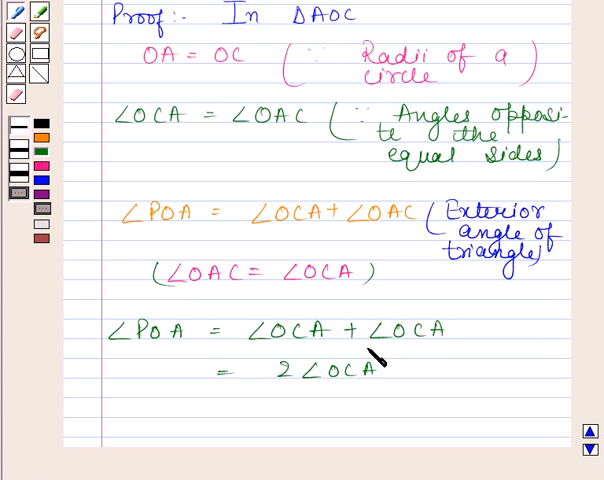 Proof:- In ΔAOC
OA = OC (∵ Radii of a circle)
∠OCA = ∠OAC (∵ Angles opposi-
te the
equal sides)
∠POA = ∠OCA + ∠OAC (Exterior
angle of
triangle)
(∠OAC = ∠OCA)
∠POA = ∠OCA + ∠OCA
= 2∠OCA